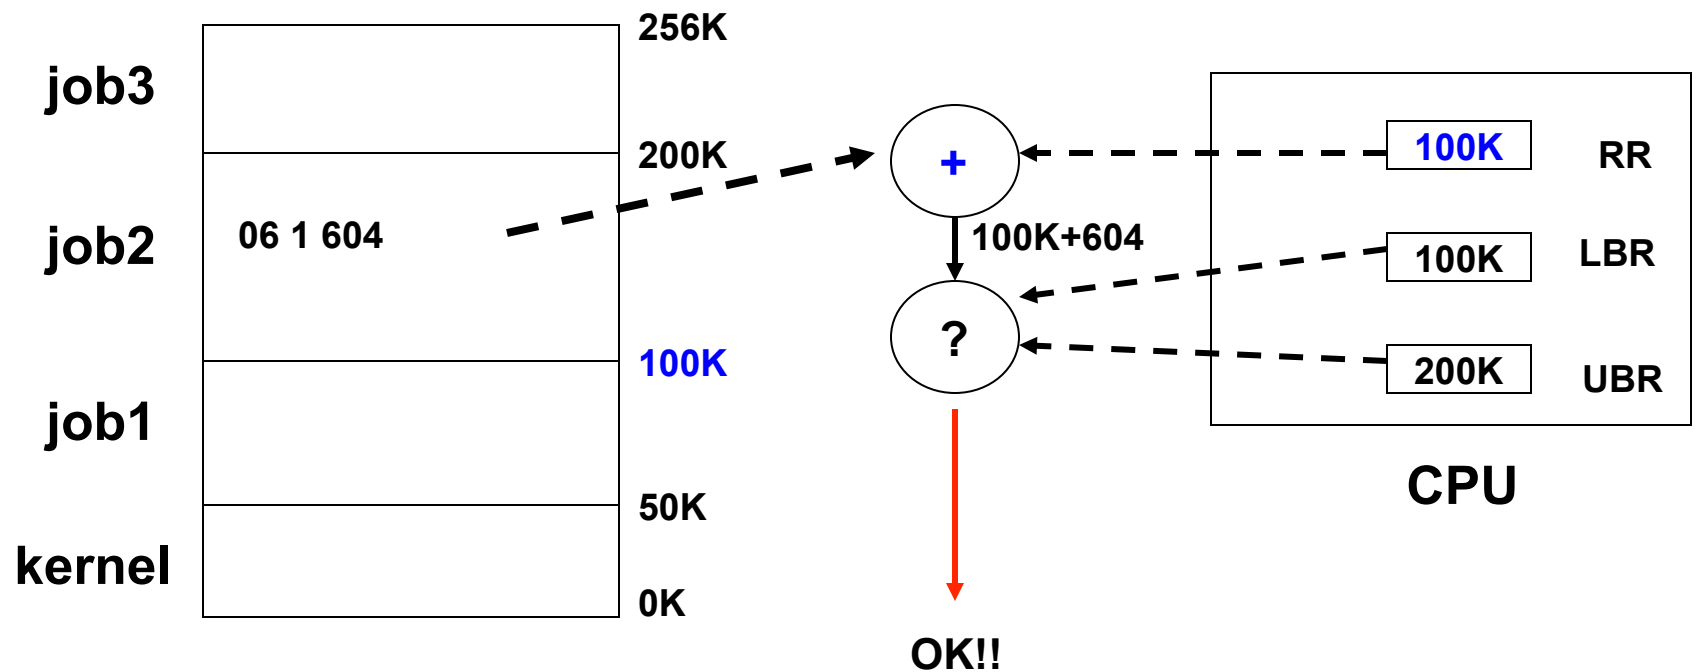 256K
job3
200K
job2
06 1 604
100K
job1
50K
kernel
0K
+
100K+604
?
OK!!
100K
RR
100K
LBR
200K
UBR
CPU